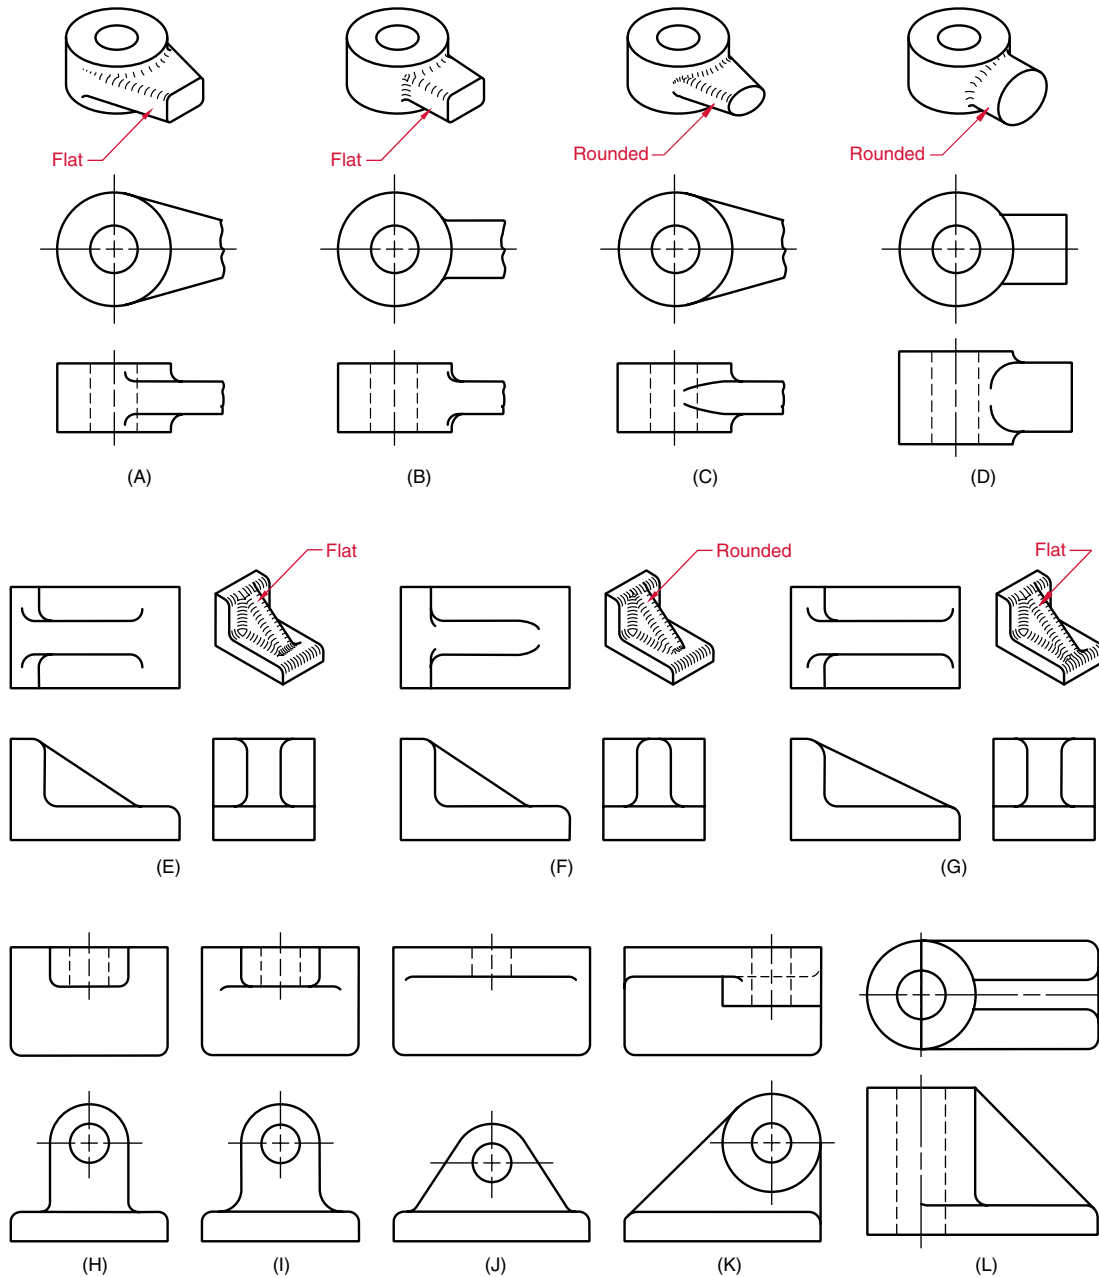 Flat
Flat
Rounded
Rounded
(A)
(B)
(C)
(D)
Flat
Rounded
Flat
(E)
(F)
(G)
(H)
(I)
(J)
(K)
(L)